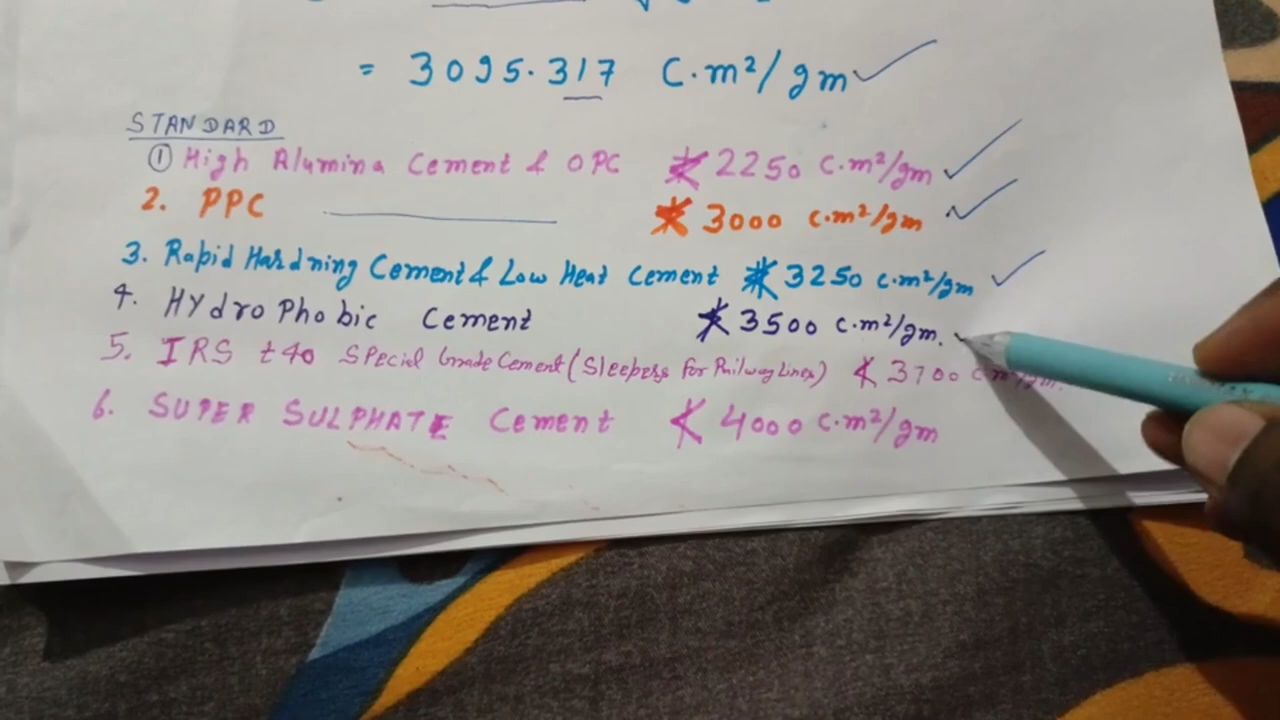 = 3095.317 C.m²/gm
STANDARD
① High Alumina Cement & OPC ≮ 2250 C.m²/gm
2. PPC ≮ 3000 c.m²/gm
3. Rapid Hardning Cement & Low Heat Cement ≮ 3250 c.m²/gm
4. HydroPhobic Cement ≮ 3500 c.m²/gm.
5. IRS t40 SPecial Grade Cement (Sleepers for Railway Lines) < 3700 cm²/gm.
6. SUPER SULPHATE Cement < 4000 c.m²/gm